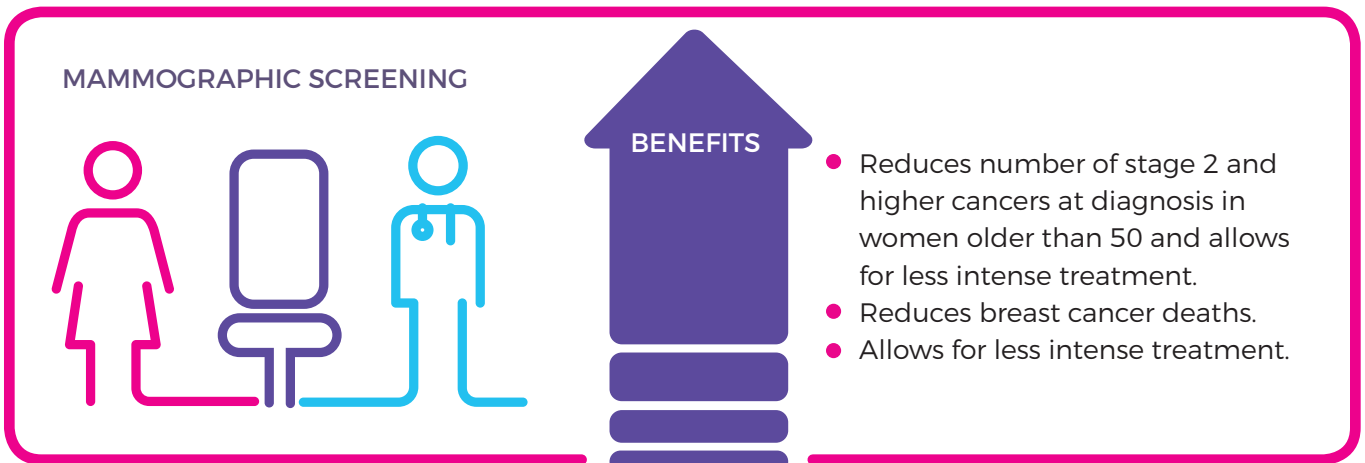 MAMMOGRAPHIC SCREENING
BENEFITS
Reduces number of stage 2 and
higher cancers at diagnosis in
women older than 50 and allows
for less intense treatment.
Reduces breast cancer deaths.
Allows for less intense treatment.